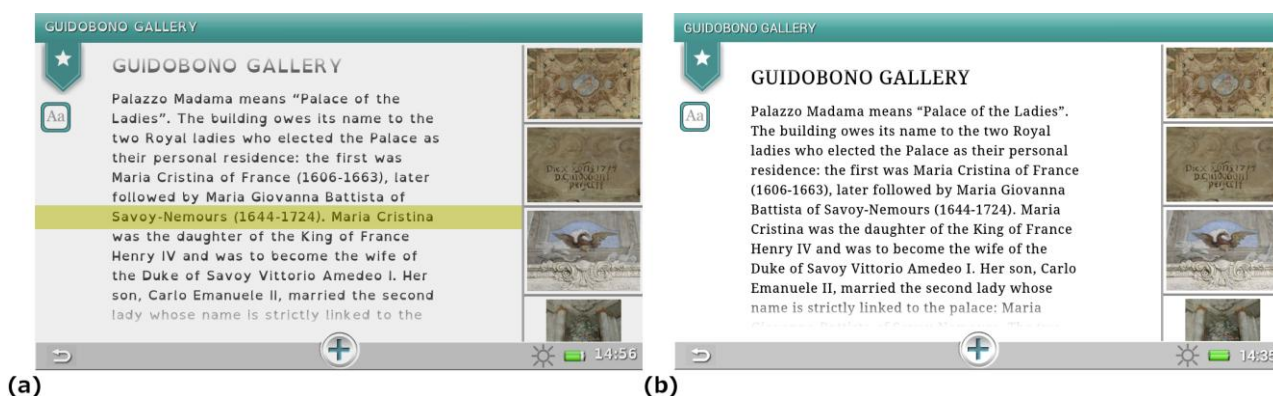 GUIDOBONO GALLERY
GUIDOBONO GALLERY
Aa
Palazzo Madama means “Palace of the
Ladies”. The building owes its name to the
two Royal ladies who elected the Palace as
their personal residence: the first was
Maria Cristina of France (1606-1663), later
followed by Maria Giovanna Battista of
Savoy-Nemours (1644-1724). Maria Cristina
was the daughter of the King of France
Henry IV and was to become the wife of
the Duke of Savoy Vittorio Amedeo I. Her
son, Carlo Emanuele II, married the second
lady whose name is strictly linked to the
14:56
(a)
GUIDOBONO GALLERY
GUIDOBONO GALLERY
Aa
Palazzo Madama means “Palace of the Ladies”.
The building owes its name to the two Royal
ladies who elected the Palace as their personal
residence: the first was Maria Cristina of France
(1606-1663), later followed by Maria Giovanna
Battista of Savoy-Nemours (1644-1724). Maria
Cristina was the daughter of the King of France
Henry IV and was to become the wife of the
Duke of Savoy Vittorio Amedeo I. Her son, Carlo
Emanuele II, married the second lady whose
name is strictly linked to the palace: Maria
14:35
(b)